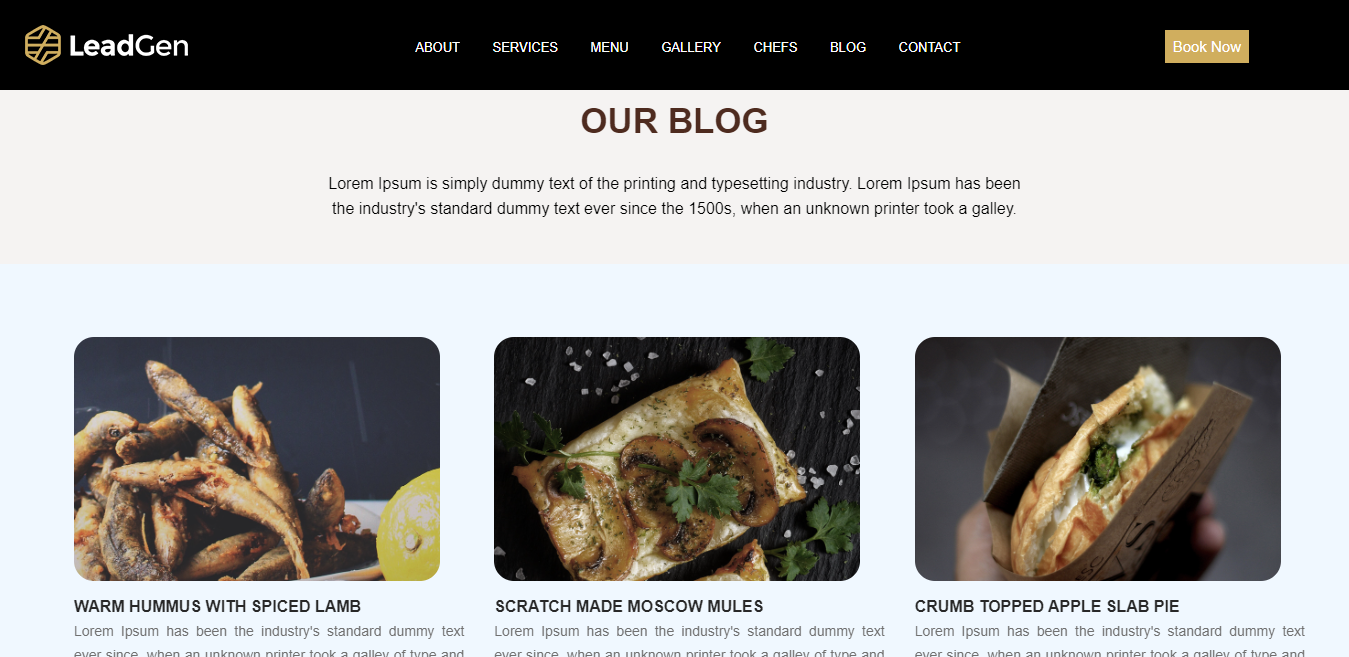 LeadGen
ABOUT SERVICES MENU GALLERY CHEFS BLOG CONTACT
Book Now
OUR BLOG
Lorem Ipsum is simply dummy text of the printing and typesetting industry. Lorem Ipsum has been
the industry's standard dummy text ever since the 1500s, when an unknown printer took a galley.
WARM HUMMUS WITH SPICED LAMB
Lorem Ipsum has been the industry's standard dummy text
ever since, when an unknown printer took a galley of type and
SCRATCH MADE MOSCOW MULES
Lorem Ipsum has been the industry's standard dummy text
ever since, when an unknown printer took a galley of type and
CRUMB TOPPED APPLE SLAB PIE
Lorem Ipsum has been the industry's standard dummy text
ever since, when an unknown printer took a galley of type and